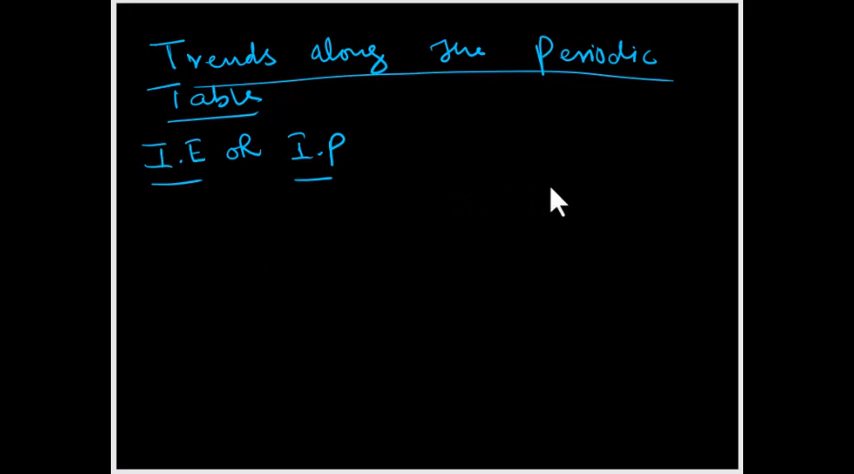 Trends along the Periodic
Table
I.E or I.P